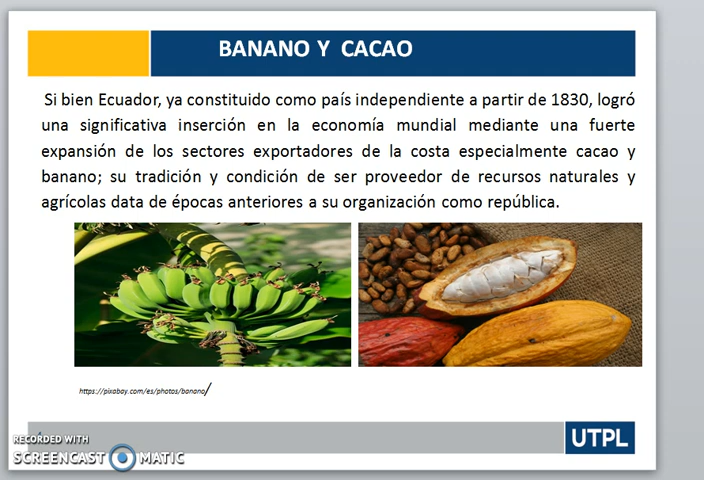 BANANO Y CACAO
Si bien Ecuador, ya constituido como país independiente a partir de 1830, logró
una significativa inserción en la economía mundial mediante una fuerte
expansión de los sectores exportadores de la costa especialmente cacao y
banano; su tradición y condición de ser proveedor de recursos naturales y
agrícolas data de épocas anteriores a su organización como república.
https://pixabay.com/es/photos/banano/
UTPL
RECORDED WITH
SCREENCAST MATIC